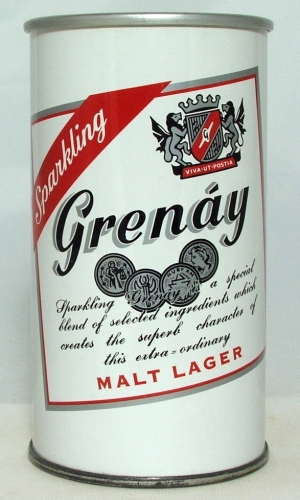 Sparkling
VIVA-UT-POSTIA
Grenáy
Sparkling Grenáy a special
blend of selected ingredients which
creates the superb character of
this extra=ordinary
MALT LAGER